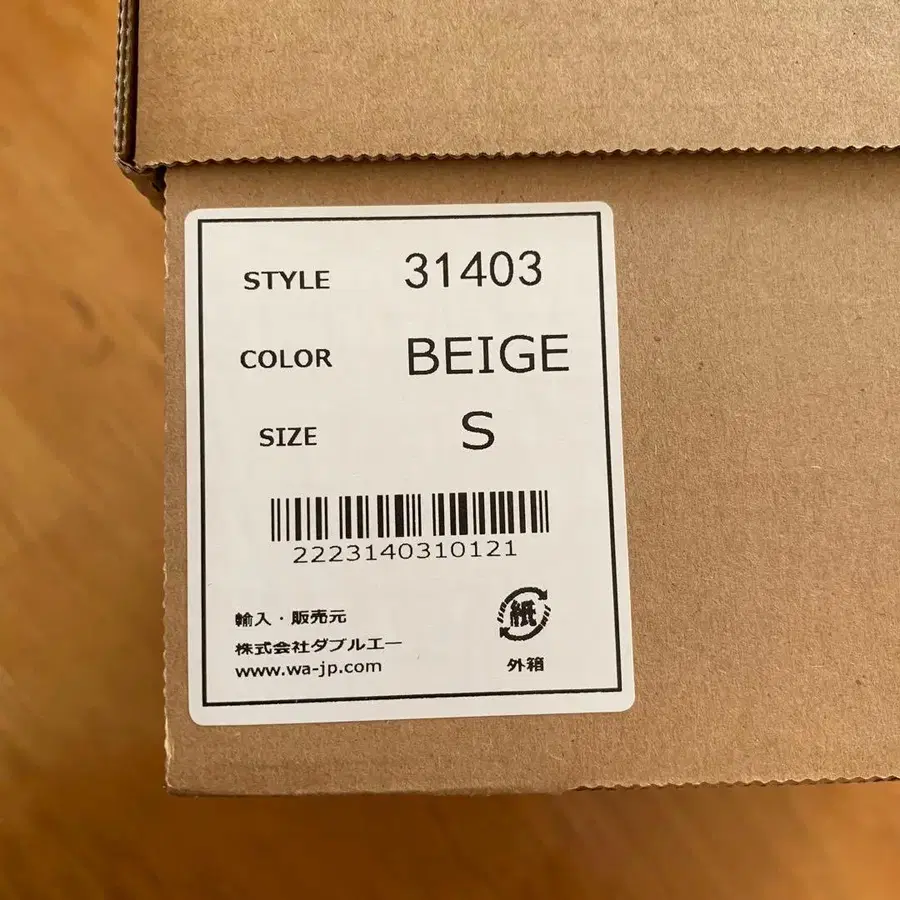 STYLE 31403
COLOR BEIGE
SIZE S
2223140310121
輸入・販売元
株式会社ダブルエー
www.wa-jp.com
紙
外箱